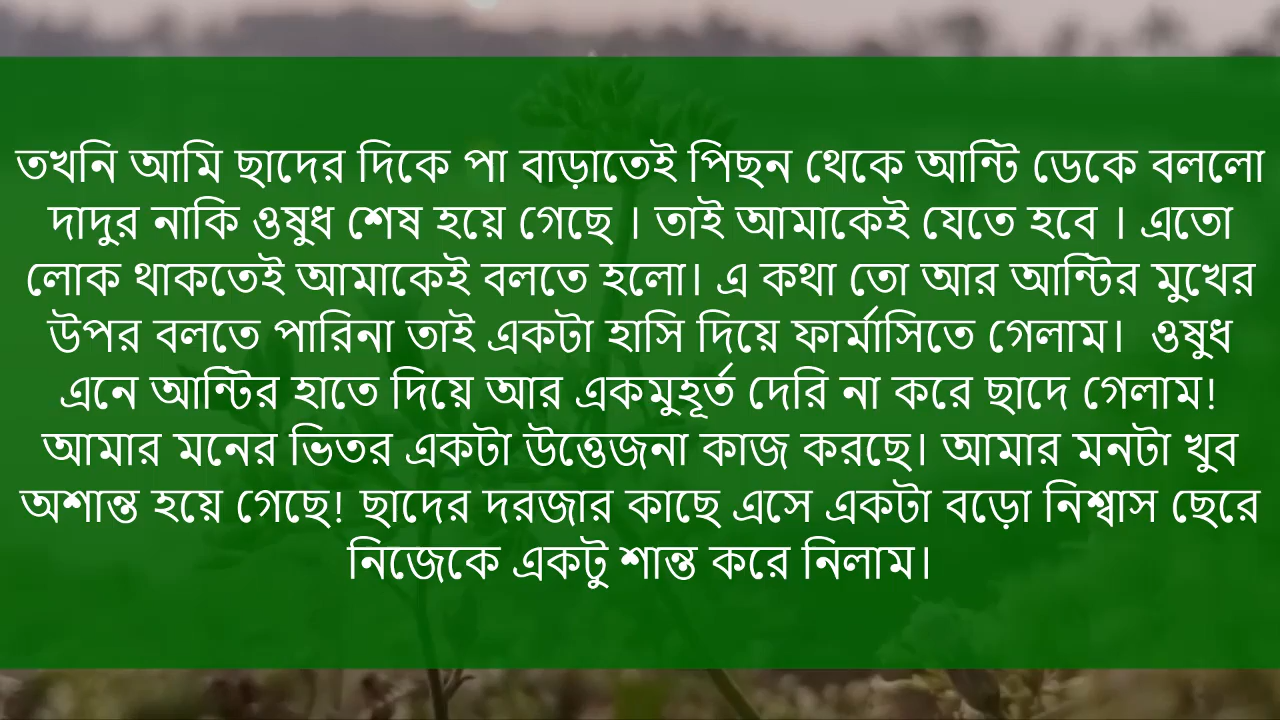 তখনি আমি ছাদের দিকে পা বাড়াতেই পিছন থেকে আন্টি ডেকে বললো
দাদুর নাকি ওষুধ শেষ হয়ে গেছে । তাই আমাকেই যেতে হবে । এতো
লোক থাকতেই আমাকেই বলতে হলো। এ কথা তো আর আন্টির মুখের
উপর বলতে পারিনা তাই একটা হাসি দিয়ে ফার্মাসিতে গেলাম।  ওষুধ
এনে আন্টির হাতে দিয়ে আর একমুহূর্ত দেরি না করে ছাদে গেলাম!
আমার মনের ভিতর একটা উত্তেজনা কাজ করছে। আমার মনটা খুব
অশান্ত হয়ে গেছে! ছাদের দরজার কাছে এসে একটা বড়ো নিশ্বাস ছেরে
নিজেকে একটু শান্ত করে নিলাম।